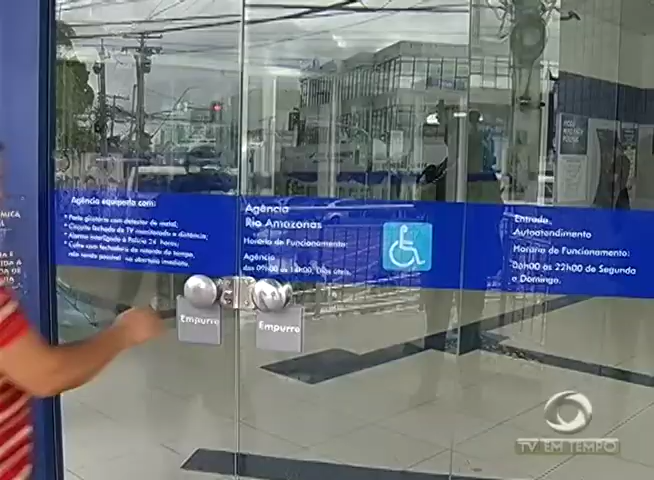 Agência equipada com:
* Porta giratória com detector de metal;
* Circuito fechado de TV monitorado a distância;
* Alarme interligado à Polícia 24 horas;
* Cofre com fechadura de retardo de tempo,
não sendo possível a abertura imediata.
Agência
Rio Amazonas
Horário de Funcionamento:
Agência
das 09h00 às 14h00, Dias úteis.
Entrada
Autoatendimento
Horário de Funcionamento:
06h00 às 22h00 de Segunda
a Domingo.
Empurre
Empurre
TV EM TEMPO